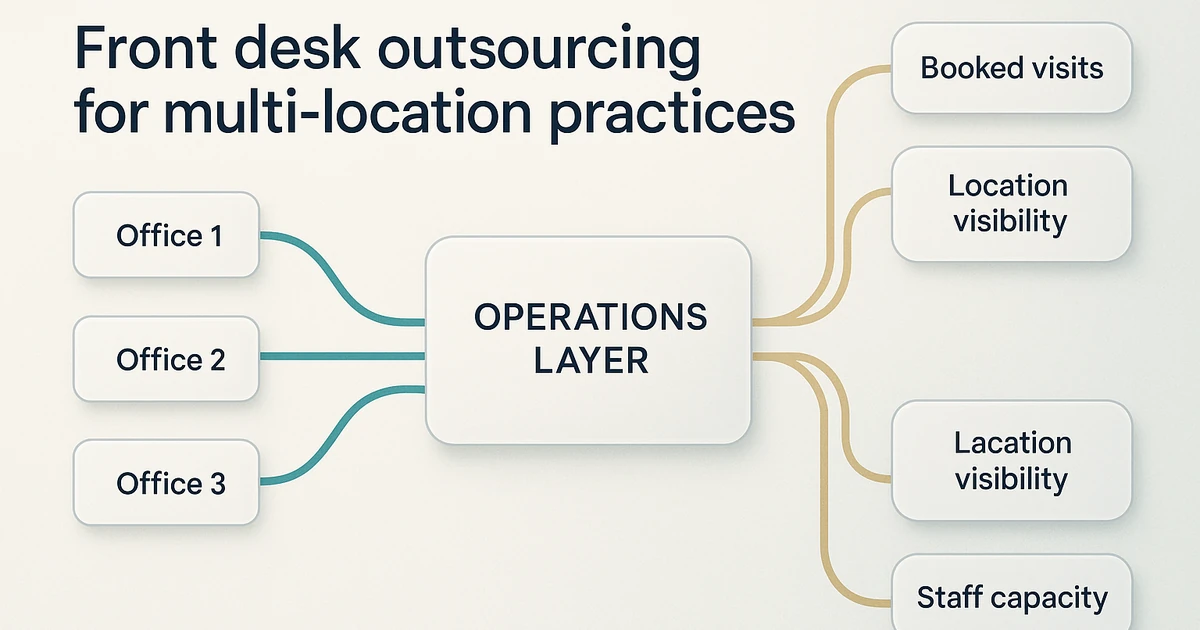 Front desk outsourcing
for multi-location practices
Office 1
Office 2
Office 3
OPERATIONS
LAYER
Booked visits
Location
visibility
Lacation
visibility
Staff capacity